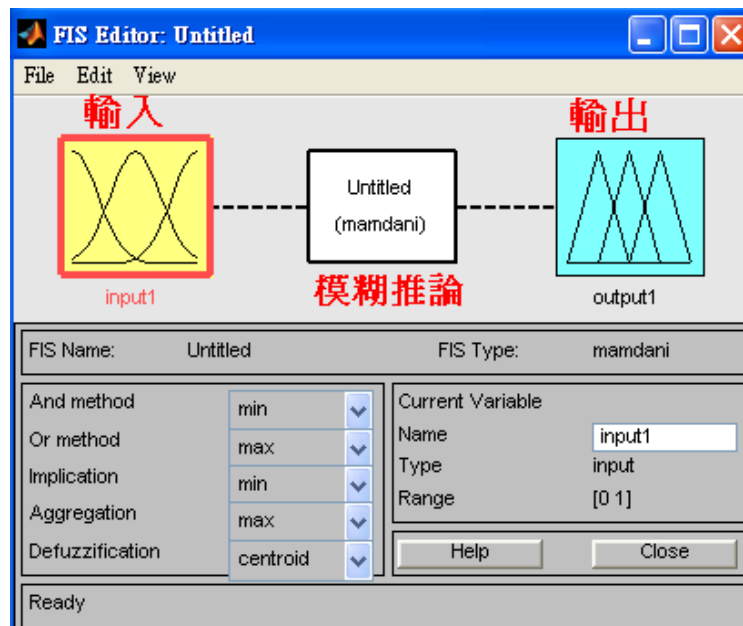 FIS Editor: Untitled
File Edit View
輸入
輸出
Untitled
(mamdani)
模糊推論
input1
output1
FIS Name: Untitled FIS Type: mamdani
And method min
Or method max
Implication min
Aggregation max
Defuzzification centroid
Current Variable
Name input1
Type input
Range [0 1]
Help Close
Ready